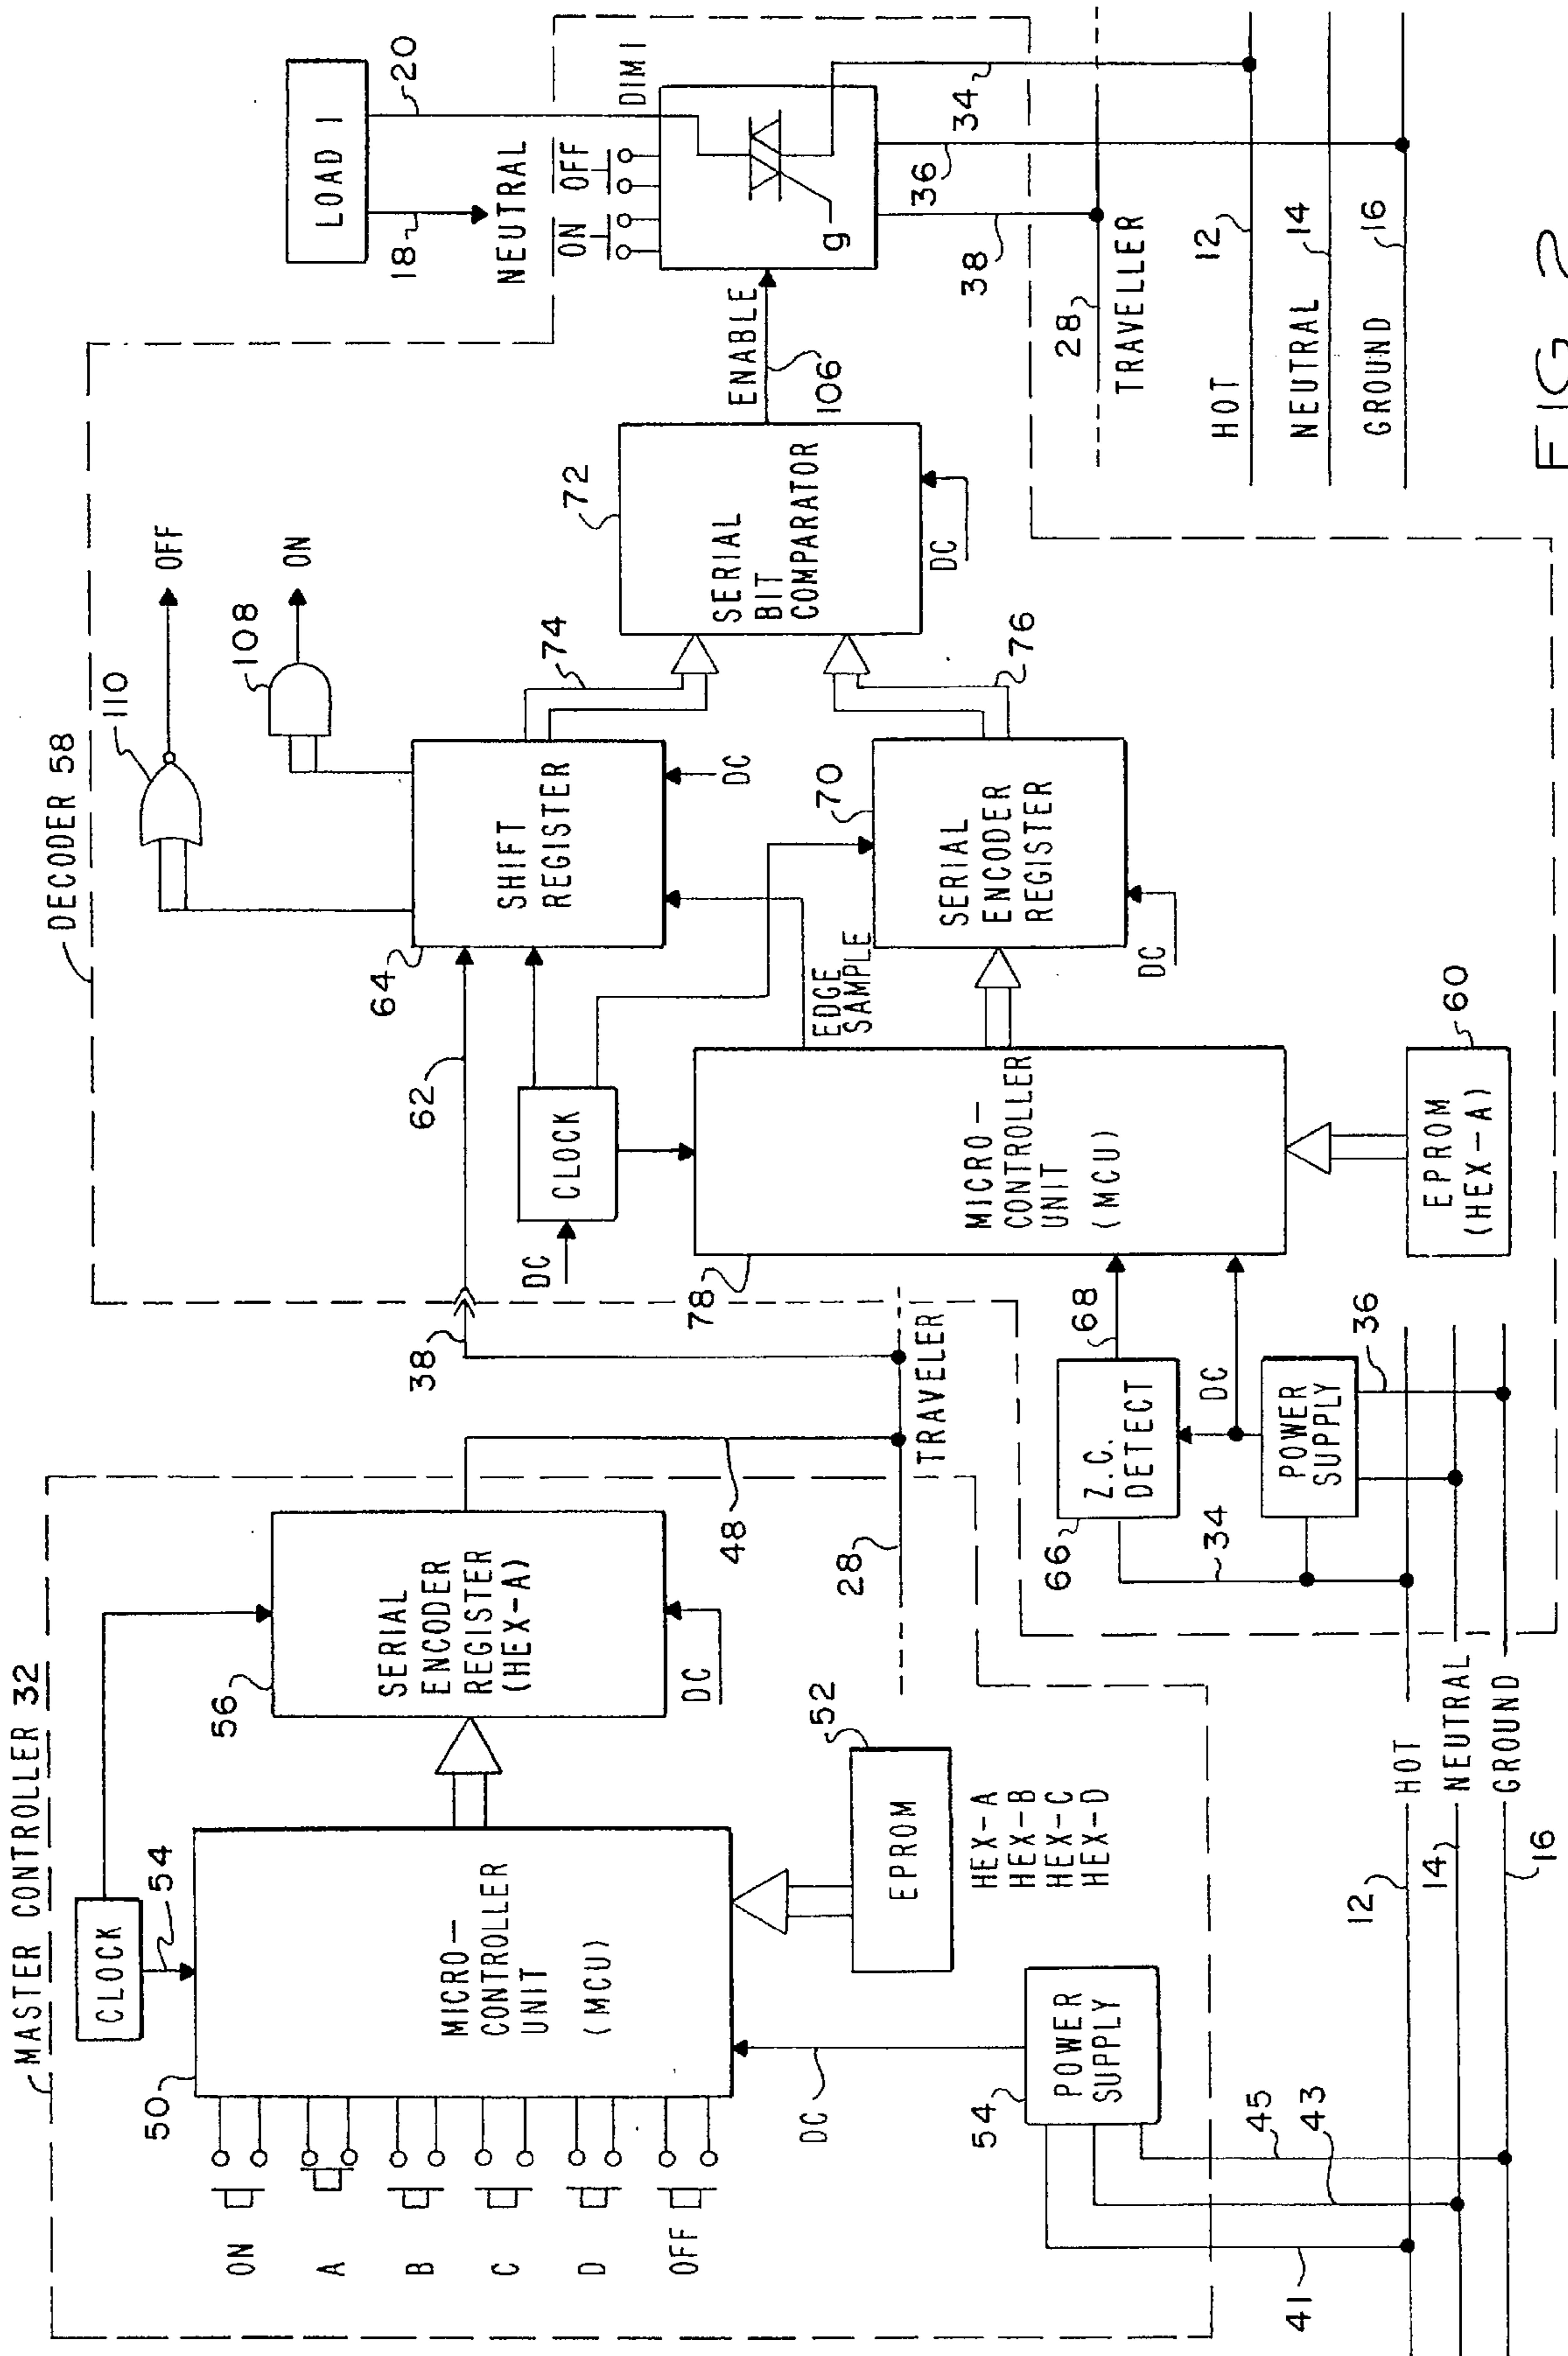 MASTER CONTROLLER 32
CLOCK
54
50
MICRO-
CONTROLLER
UNIT
(MCU)
ON
A
B
C
D
OFF
56
SERIAL
ENCODER
REGISTER
(HEX-A)
DC
48
52
EPROM
HEX-A
HEX-B
HEX-C
HEX-D
DC
54
POWER
SUPPLY
41
43
45
28
TRAVELER
12
HOT
14
NEUTRAL
16
GROUND
DECODER 58
38
62
64
SHIFT
REGISTER
DC
110
OFF
108
ON
DC
CLOCK
78
MICRO-
CONTROLLER
UNIT
(MCU)
EDGE
SAMPLE
70
SERIAL
ENCODER
REGISTER
DC
74
76
72
SERIAL
BIT
COMPARATOR
DC
ENABLE
106
66
Z.C.
DETECT
68
34
DC
POWER
SUPPLY
36
60
EPROM
(HEX-A)
LOAD 1
18
20
NEUTRAL
ON
OFF
DIM 1
g
38
36
34
28
TRAVELLER
HOT
12
NEUTRAL
14
GROUND
16
FIG 2